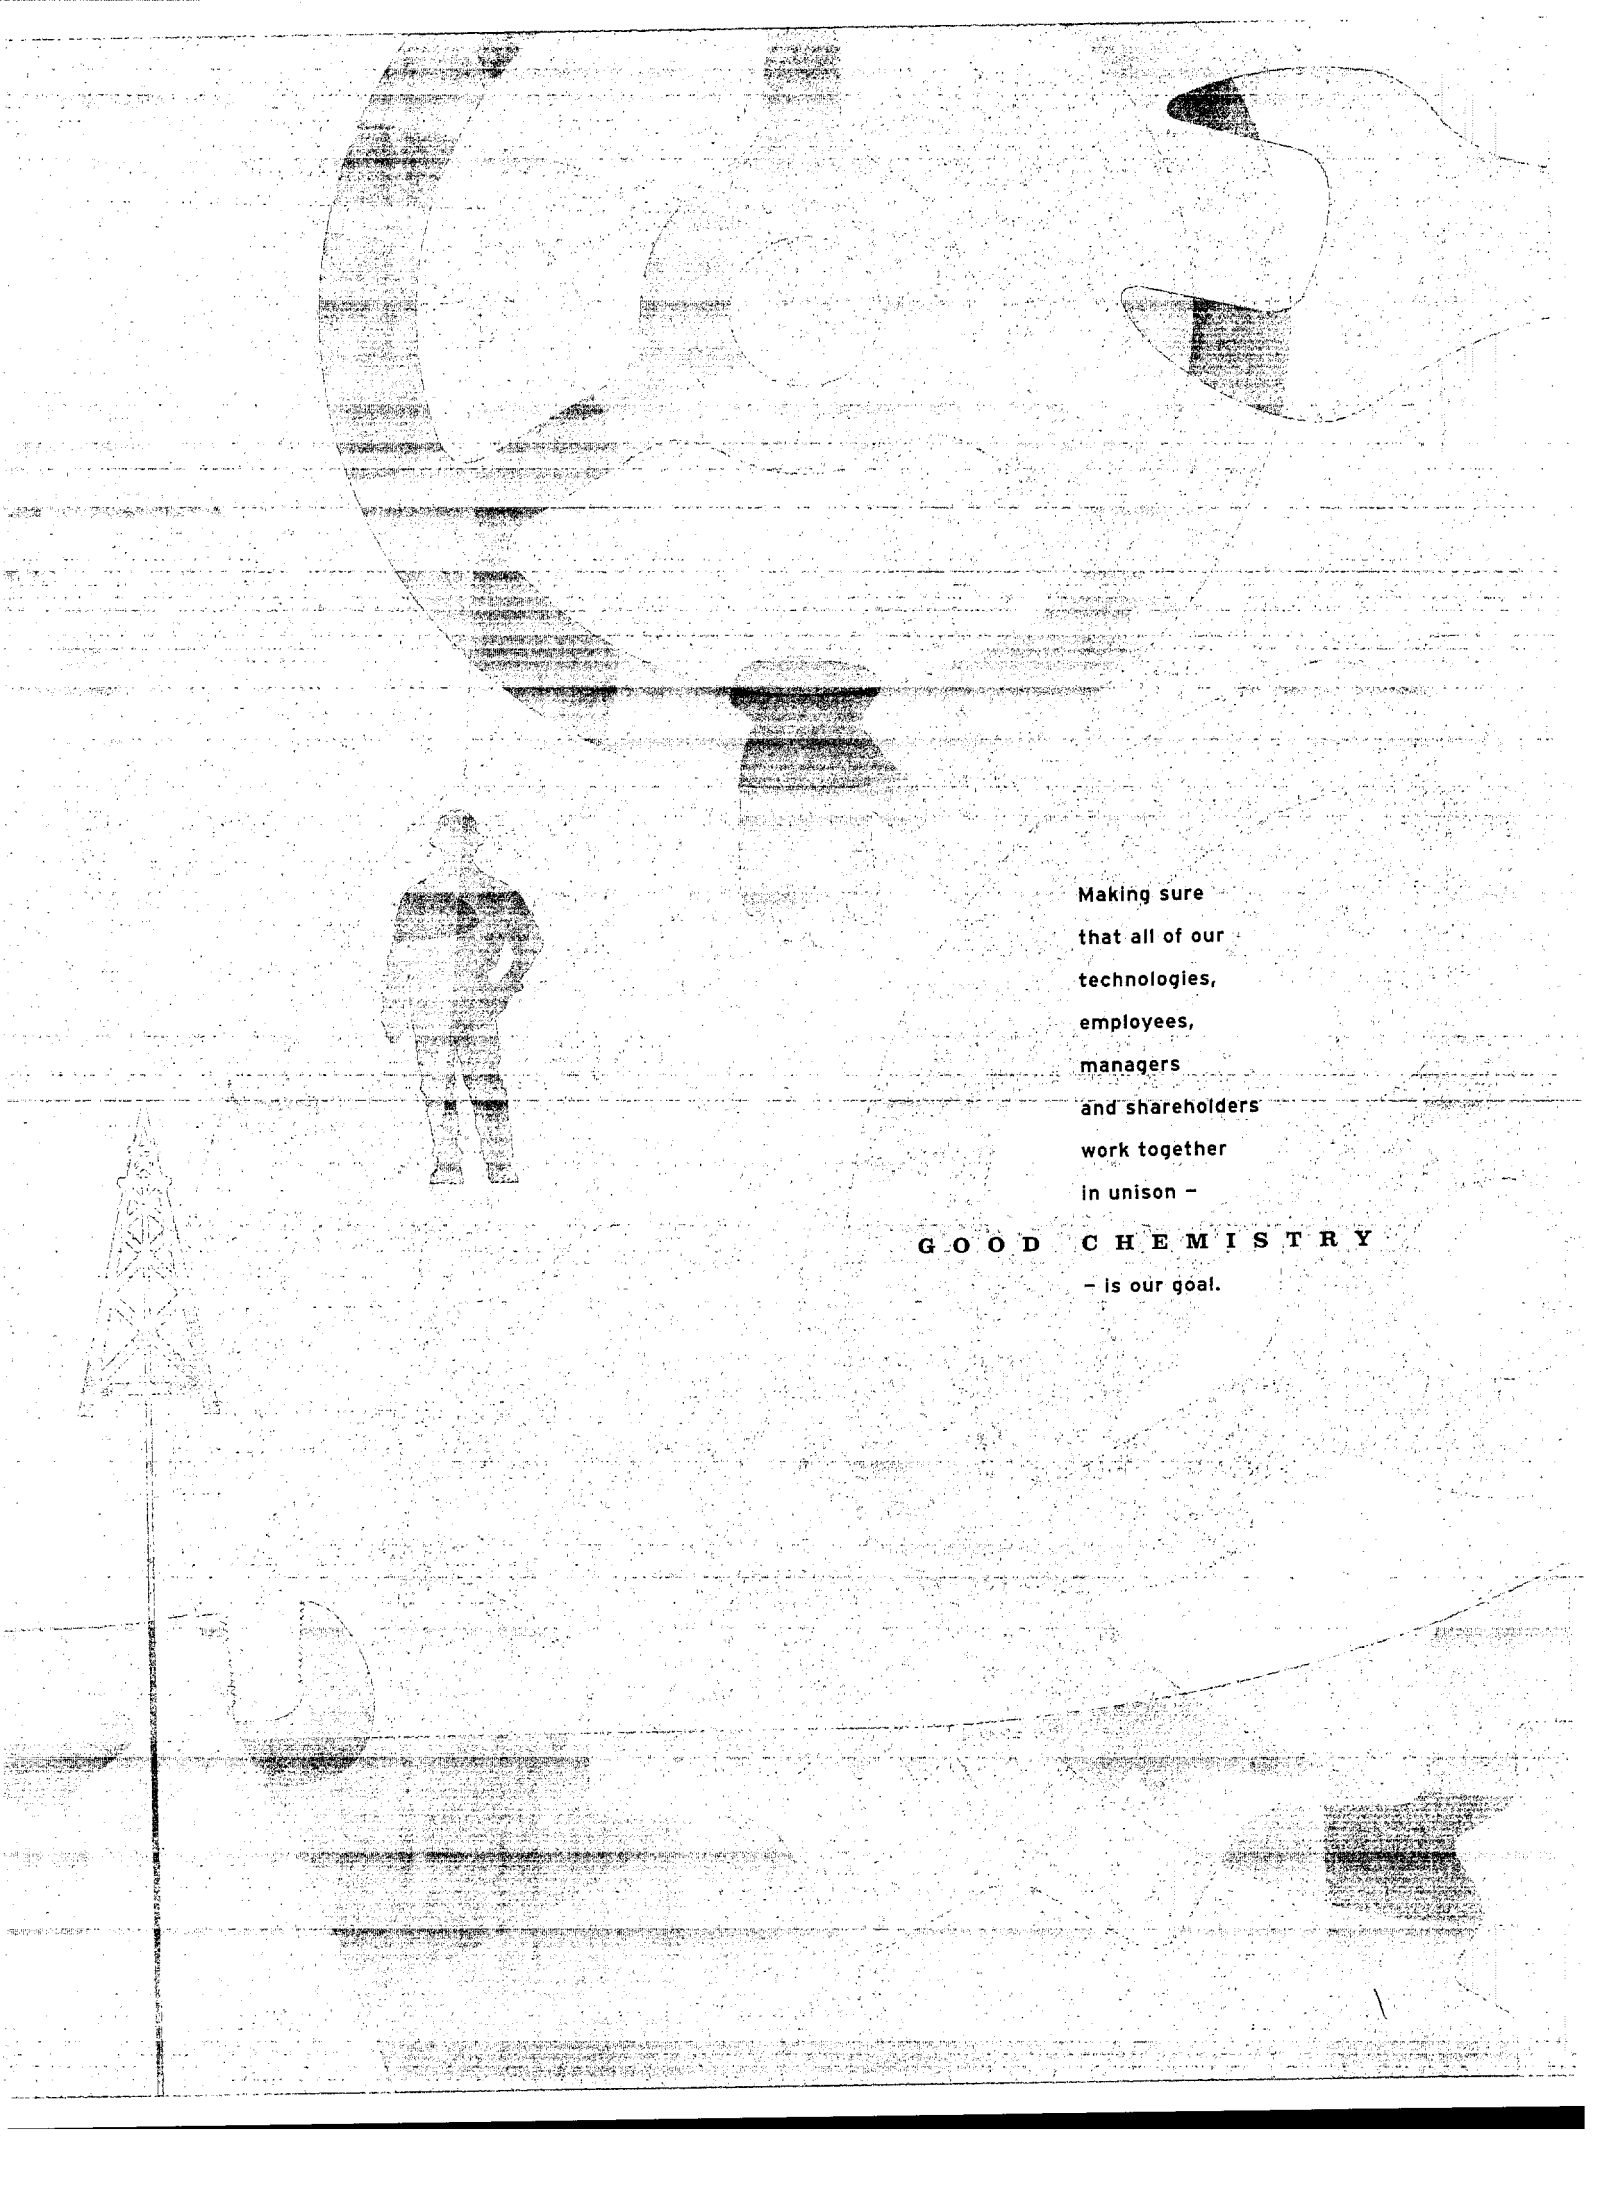 Making sure
that all of our
technologies,
employees,
managers
and shareholders
work together
in unison –
GOOD CHEMISTRY
– is our goal.